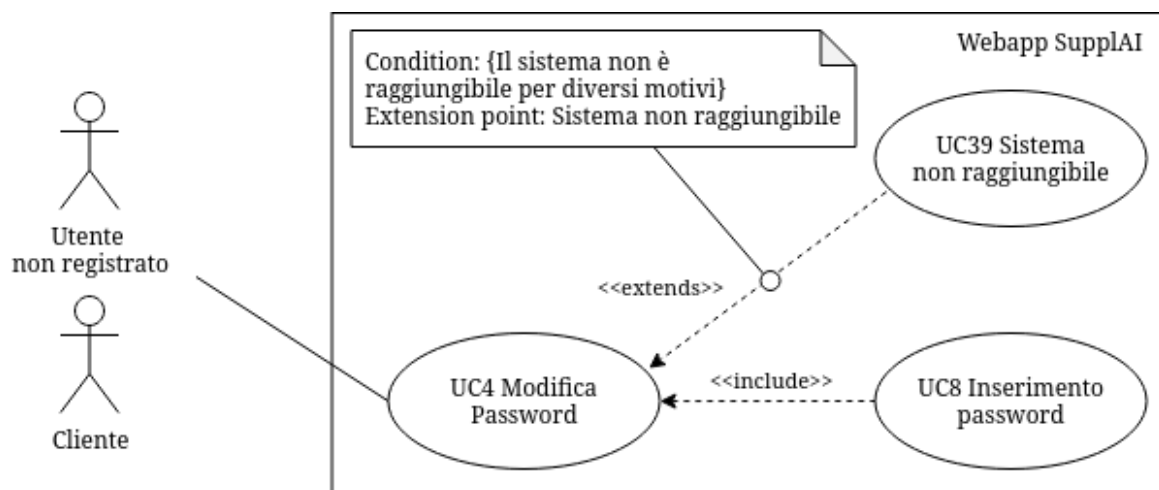 Webapp SupplAI
Condition: {Il sistema non è
raggiungibile per diversi motivi}
Extension point: Sistema non raggiungibile
UC39 Sistema
non raggiungibile
Utente
non registrato
<<extends>>
<<include>>
UC4 Modifica
Password
UC8 Inserimento
password
Cliente